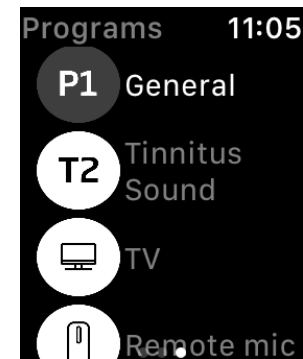 Programs 11:05
P1 General
T2 Tinnitus
Sound
TV
Remote mic